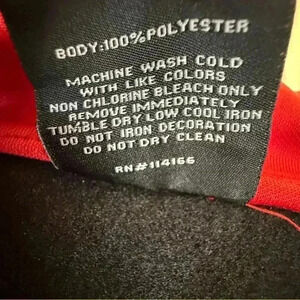 BODY:100%POLYESTER
MACHINE WASH COLD
WITH LIKE COLORS
NON CHLORINE BLEACH ONLY
REMOVE IMMEDIATELY
TUMBLE DRY LOW COOL IRON
DO NOT IRON DECORATION
DO NOT DRY CLEAN
RN#114166